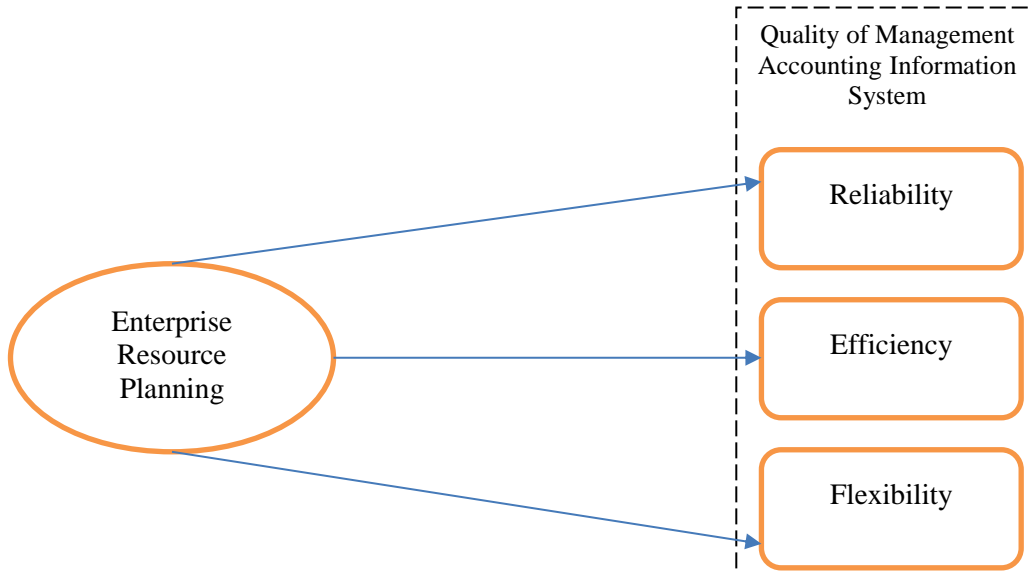 Quality of Management
Accounting Information
System
Reliability
Enterprise
Resource
Planning
Efficiency
Flexibility